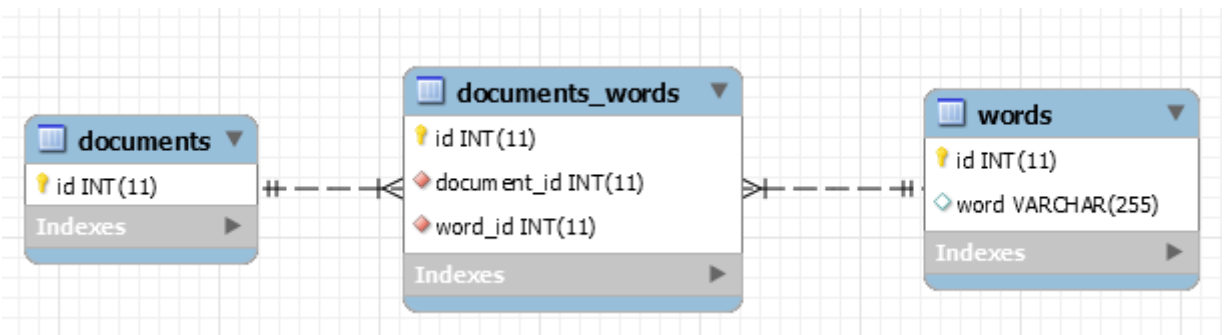 documents
id INT(11)
Indexes
documents_words
id INT(11)
document_id INT(11)
word_id INT(11)
Indexes
words
id INT(11)
word VARCHAR(255)
Indexes